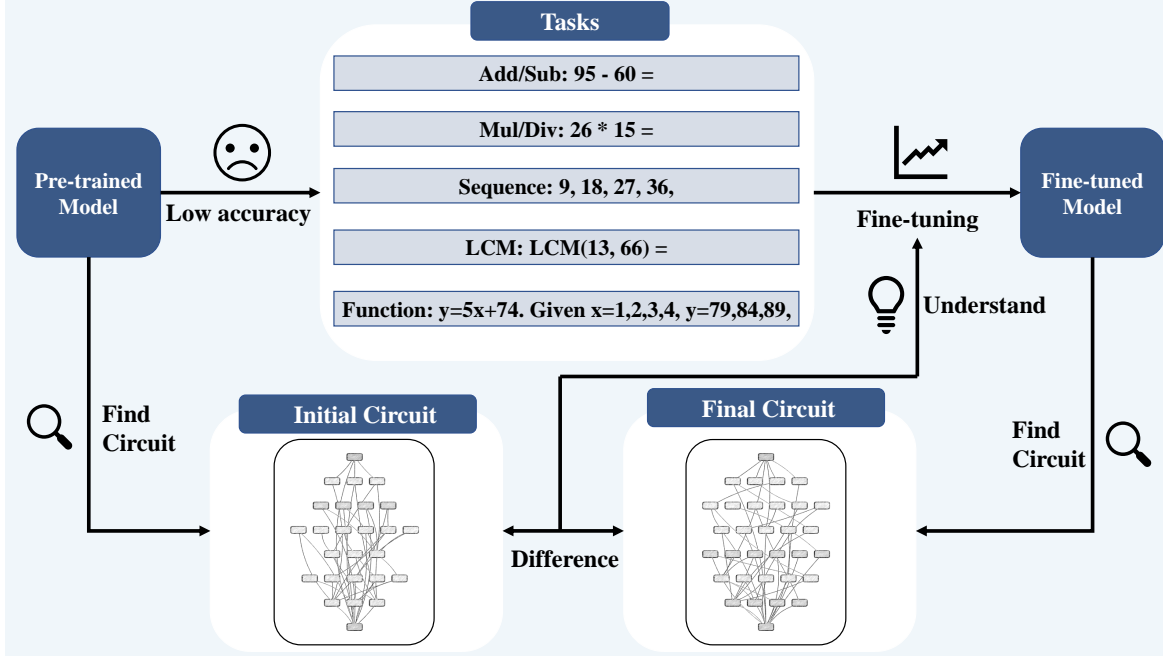 Tasks
Add/Sub: 95 - 60 =
Mul/Div: 26 * 15 =
Sequence: 9, 18, 27, 36,
LCM: LCM(13, 66) =
Function: y=5x+74. Given x=1,2,3,4, y=79,84,89,
Pre-trained
Model
Low accuracy
Fine-tuning
Fine-tuned
Model
Understand
Find
Circuit
Initial Circuit
Difference
Final Circuit
Find
Circuit